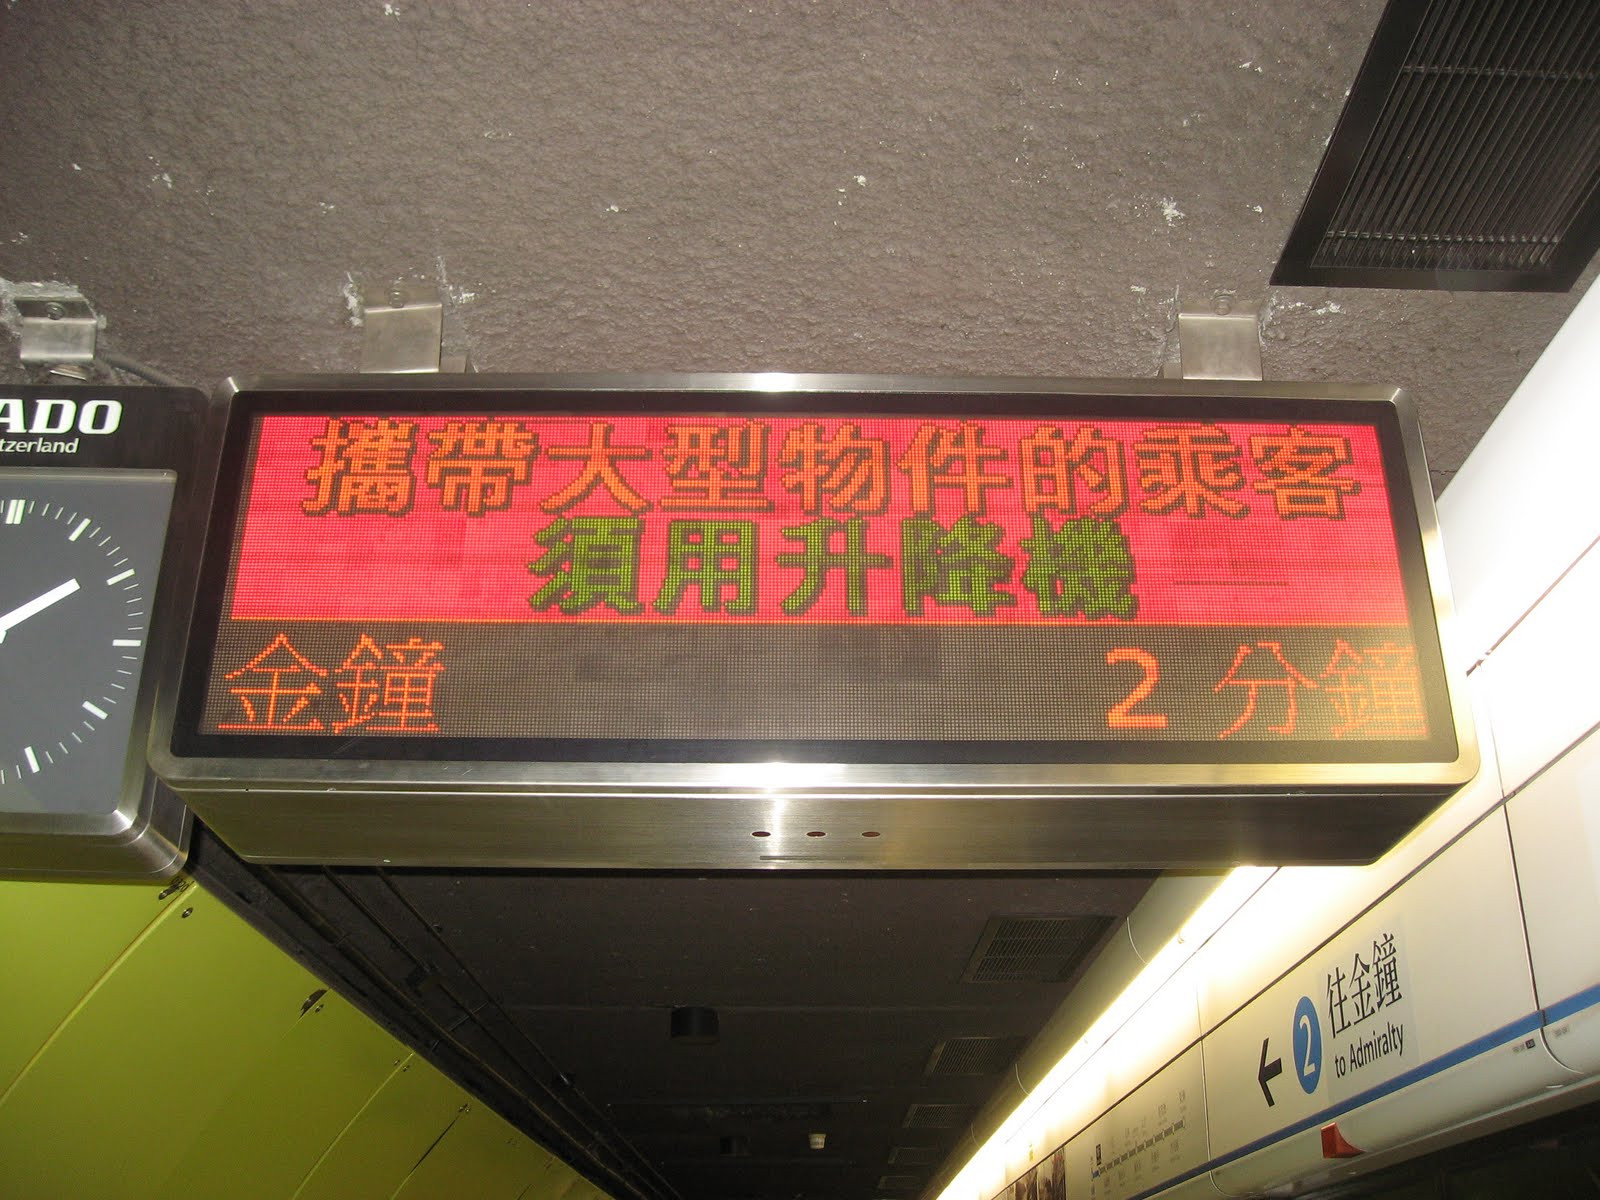 ADO
tzerland
攜帶大型物件的乘客
須用升降機
金鐘 2 分鐘
← 2 往金鐘
to Admiralty